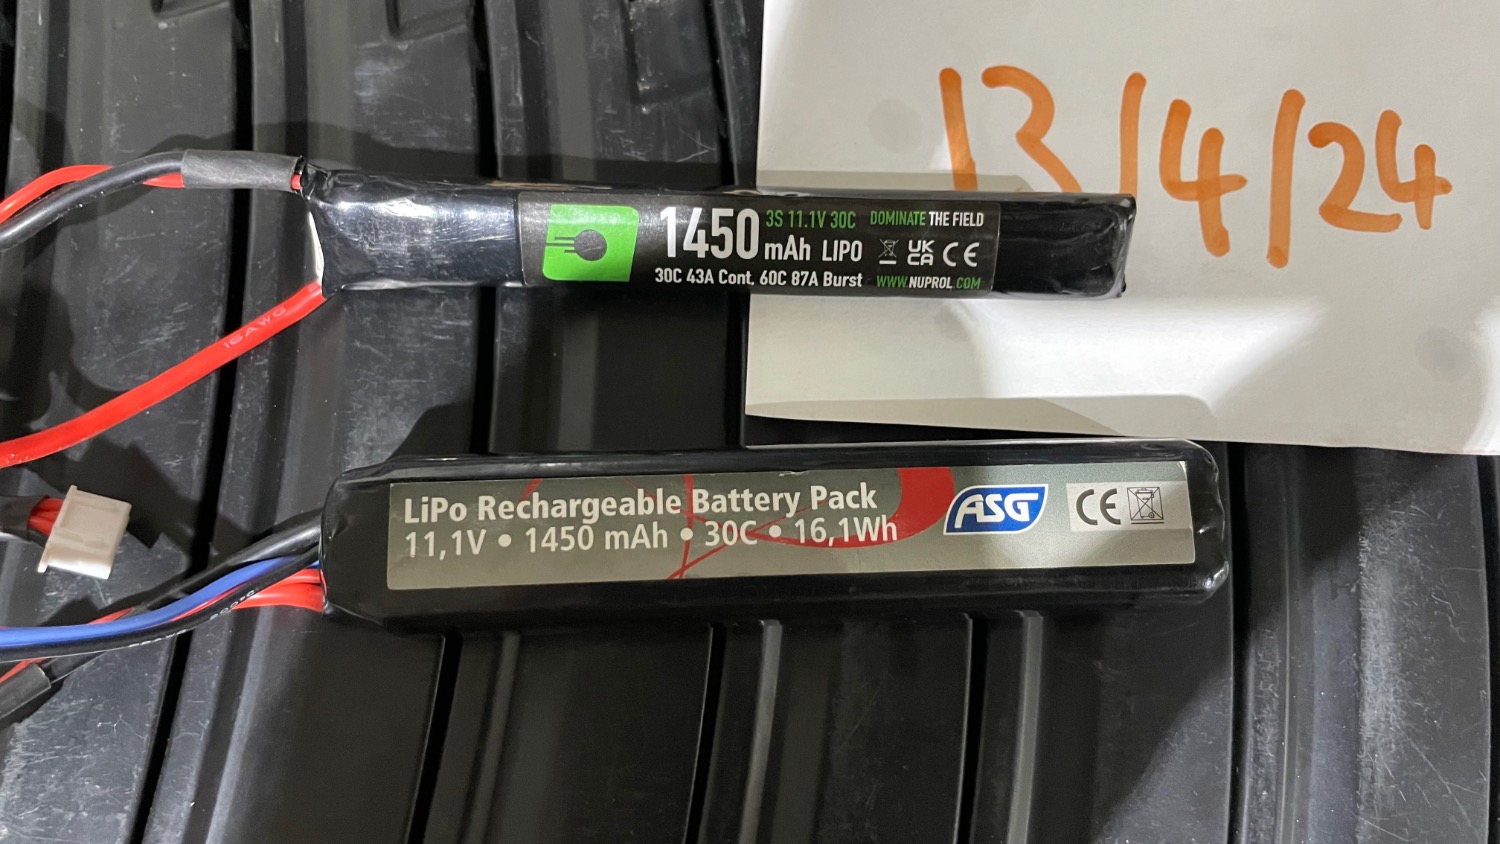 13/4/24
1450 mAh LIPO
3S 11.1V 30C
30C 43A Cont, 60C 87A Burst
DOMINATE THE FIELD
UK CA CE
WWW.NUPROL.COM
16AWG
LiPo Rechargeable Battery Pack
11,1V • 1450 mAh • 30C • 16,1Wh
ASG
CE